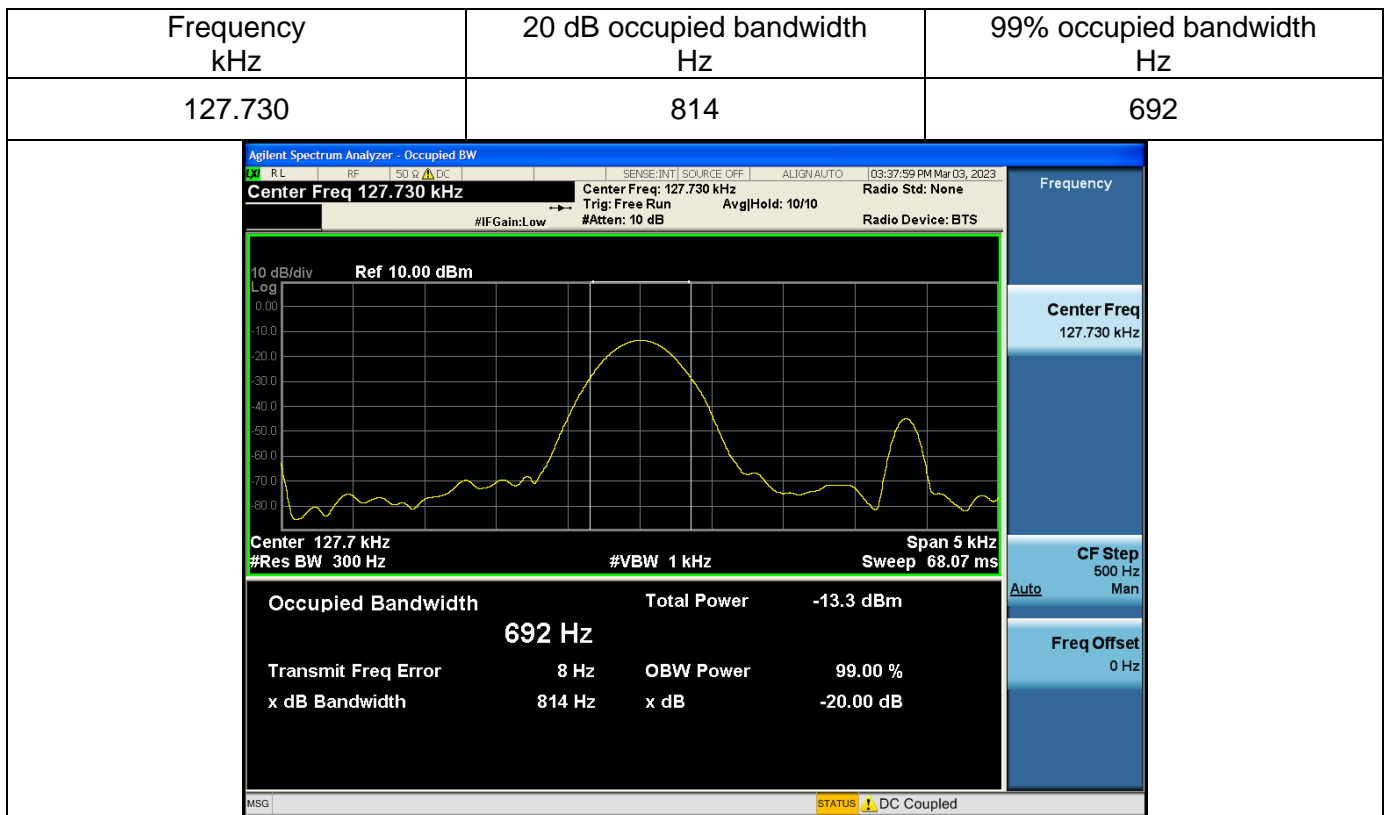 Frequency 20 dB occupied bandwidth 99% occupied bandwidth
kHz Hz Hz
127.730 814 692
Agilent Spectrum Analyzer - Occupied BW
LXI RL RF 50 Ω DC SENSE:INT SOURCE OFF ALIGN AUTO 03:37:59 PM Mar 03, 2023
Center Freq 127.730 kHz Center Freq: 127.730 kHz Radio Std: None
Trig: Free Run Avg|Hold: 10/10
#IFGain:Low #Atten: 10 dB Radio Device: BTS
10 dB/div Ref 10.00 dBm
Log
0.00
-10.0
-20.0
-30.0
-40.0
-50.0
-60.0
-70.0
-80.0
Center 127.7 kHz Span 5 kHz
#Res BW 300 Hz #VBW 1 kHz Sweep 68.07 ms
Occupied Bandwidth Total Power -13.3 dBm
692 Hz
Transmit Freq Error 8 Hz OBW Power 99.00 %
x dB Bandwidth 814 Hz x dB -20.00 dB
MSG STATUS DC Coupled
Frequency
Center Freq
127.730 kHz
CF Step
500 Hz
Auto Man
Freq Offset
0 Hz